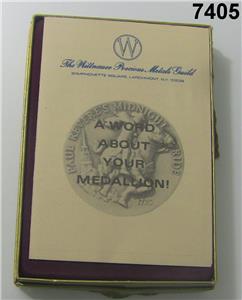 7405
W
The Wittnauer Precious Metals Guild
A WORD
ABOUT
YOUR
MEDALLION!
PAUL REVERE'S MIDNIGHT RIDE